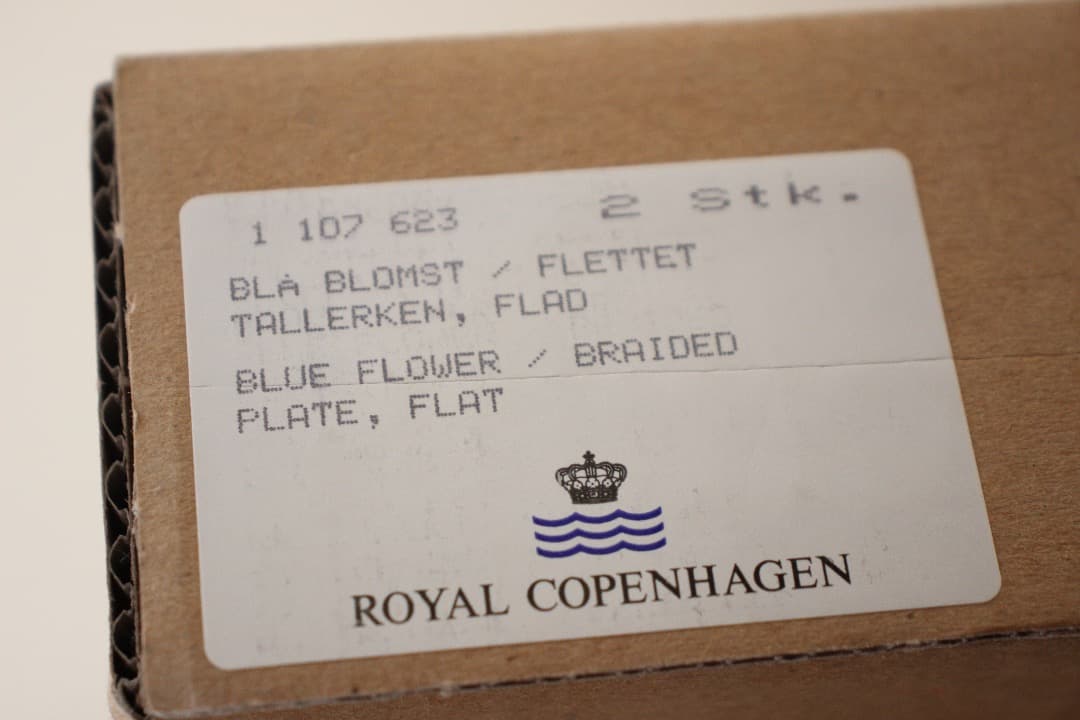 1 107 623 2 Stk.
BLÅ BLOMST / FLETTET
TALLERKEN, FLAD
BLUE FLOWER / BRAIDED
PLATE, FLAT
ROYAL COPENHAGEN